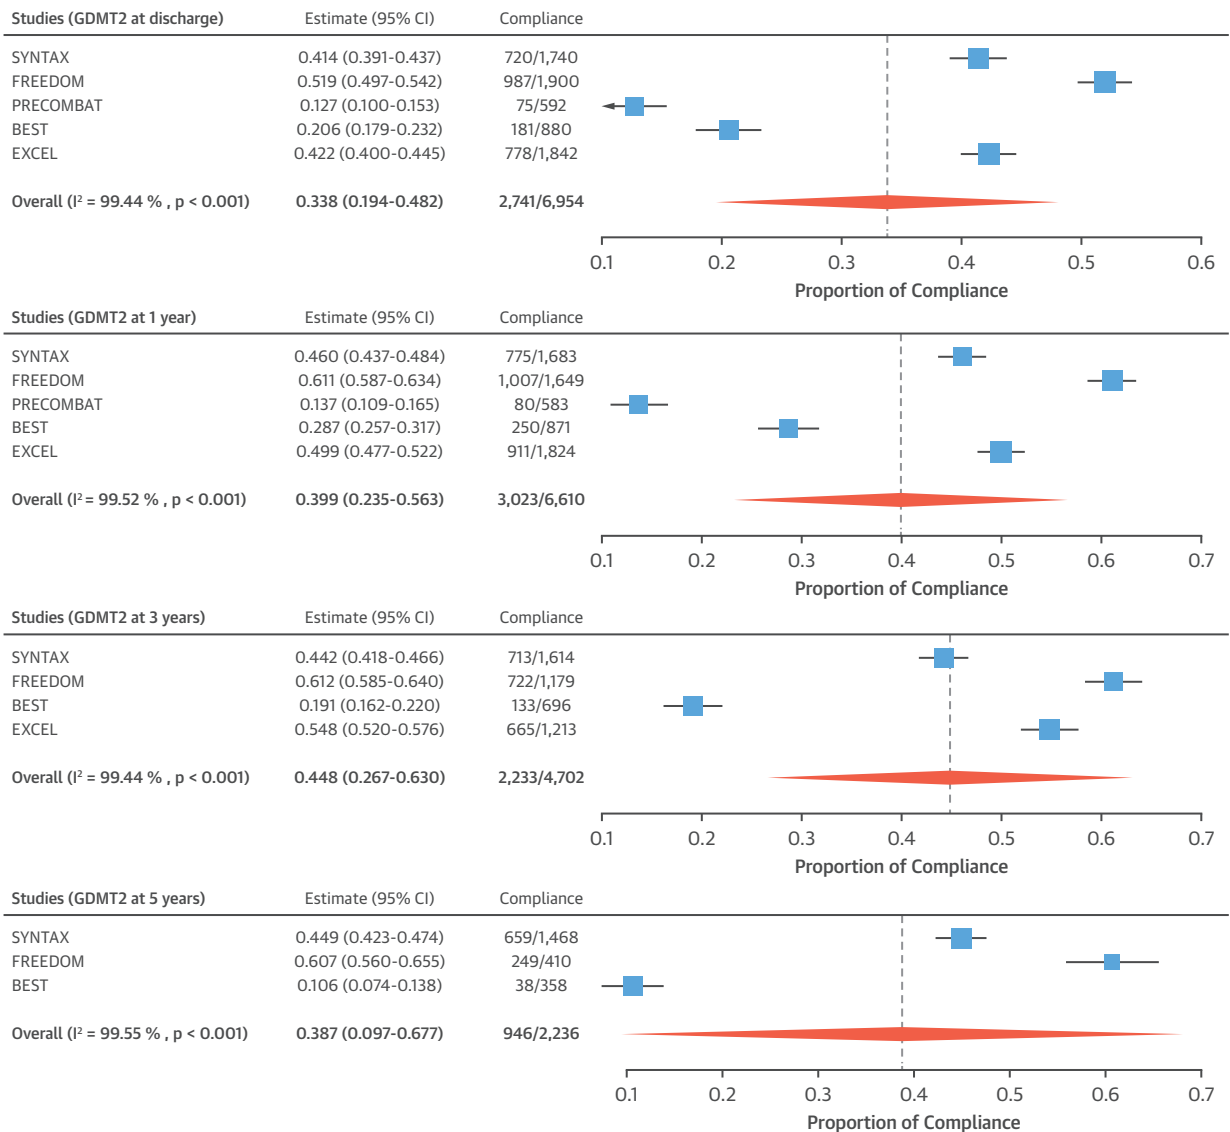 Studies (GDMT2 at discharge) Estimate (95% CI) Compliance
SYNTAX 0.414 (0.391-0.437) 720/1,740
FREEDOM 0.519 (0.497-0.542) 987/1,900
PRECOMBAT 0.127 (0.100-0.153) 75/592
BEST 0.206 (0.179-0.232) 181/880
EXCEL 0.422 (0.400-0.445) 778/1,842
Overall (I² = 99.44 % , p < 0.001) 0.338 (0.194-0.482) 2,741/6,954
0.1 0.2 0.3 0.4 0.5 0.6
Proportion of Compliance
Studies (GDMT2 at 1 year) Estimate (95% CI) Compliance
SYNTAX 0.460 (0.437-0.484) 775/1,683
FREEDOM 0.611 (0.587-0.634) 1,007/1,649
PRECOMBAT 0.137 (0.109-0.165) 80/583
BEST 0.287 (0.257-0.317) 250/871
EXCEL 0.499 (0.477-0.522) 911/1,824
Overall (I² = 99.52 % , p < 0.001) 0.399 (0.235-0.563) 3,023/6,610
0.1 0.2 0.3 0.4 0.5 0.6 0.7
Proportion of Compliance
Studies (GDMT2 at 3 years) Estimate (95% CI) Compliance
SYNTAX 0.442 (0.418-0.466) 713/1,614
FREEDOM 0.612 (0.585-0.640) 722/1,179
BEST 0.191 (0.162-0.220) 133/696
EXCEL 0.548 (0.520-0.576) 665/1,213
Overall (I² = 99.44 % , p < 0.001) 0.448 (0.267-0.630) 2,233/4,702
0.1 0.2 0.3 0.4 0.5 0.6 0.7
Proportion of Compliance
Studies (GDMT2 at 5 years) Estimate (95% CI) Compliance
SYNTAX 0.449 (0.423-0.474) 659/1,468
FREEDOM 0.607 (0.560-0.655) 249/410
BEST 0.106 (0.074-0.138) 38/358
Overall (I² = 99.55 % , p < 0.001) 0.387 (0.097-0.677) 946/2,236
0.1 0.2 0.3 0.4 0.5 0.6 0.7
Proportion of Compliance